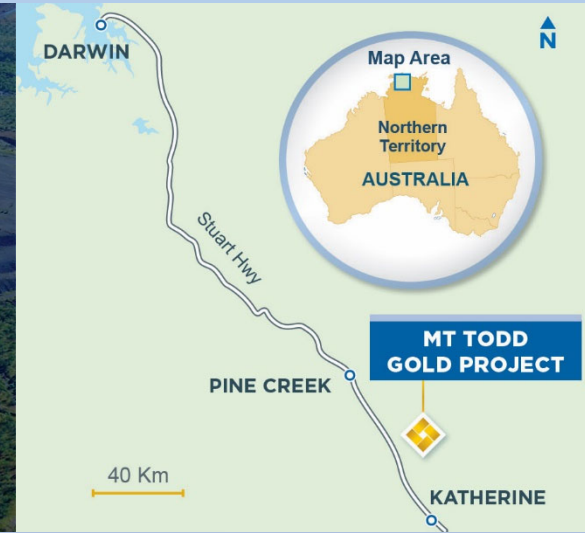 DARWIN
N
Map Area
Northern
Territory
AUSTRALIA
Stuart Hwy
MT TODD
GOLD PROJECT
PINE CREEK
40 Km
KATHERINE